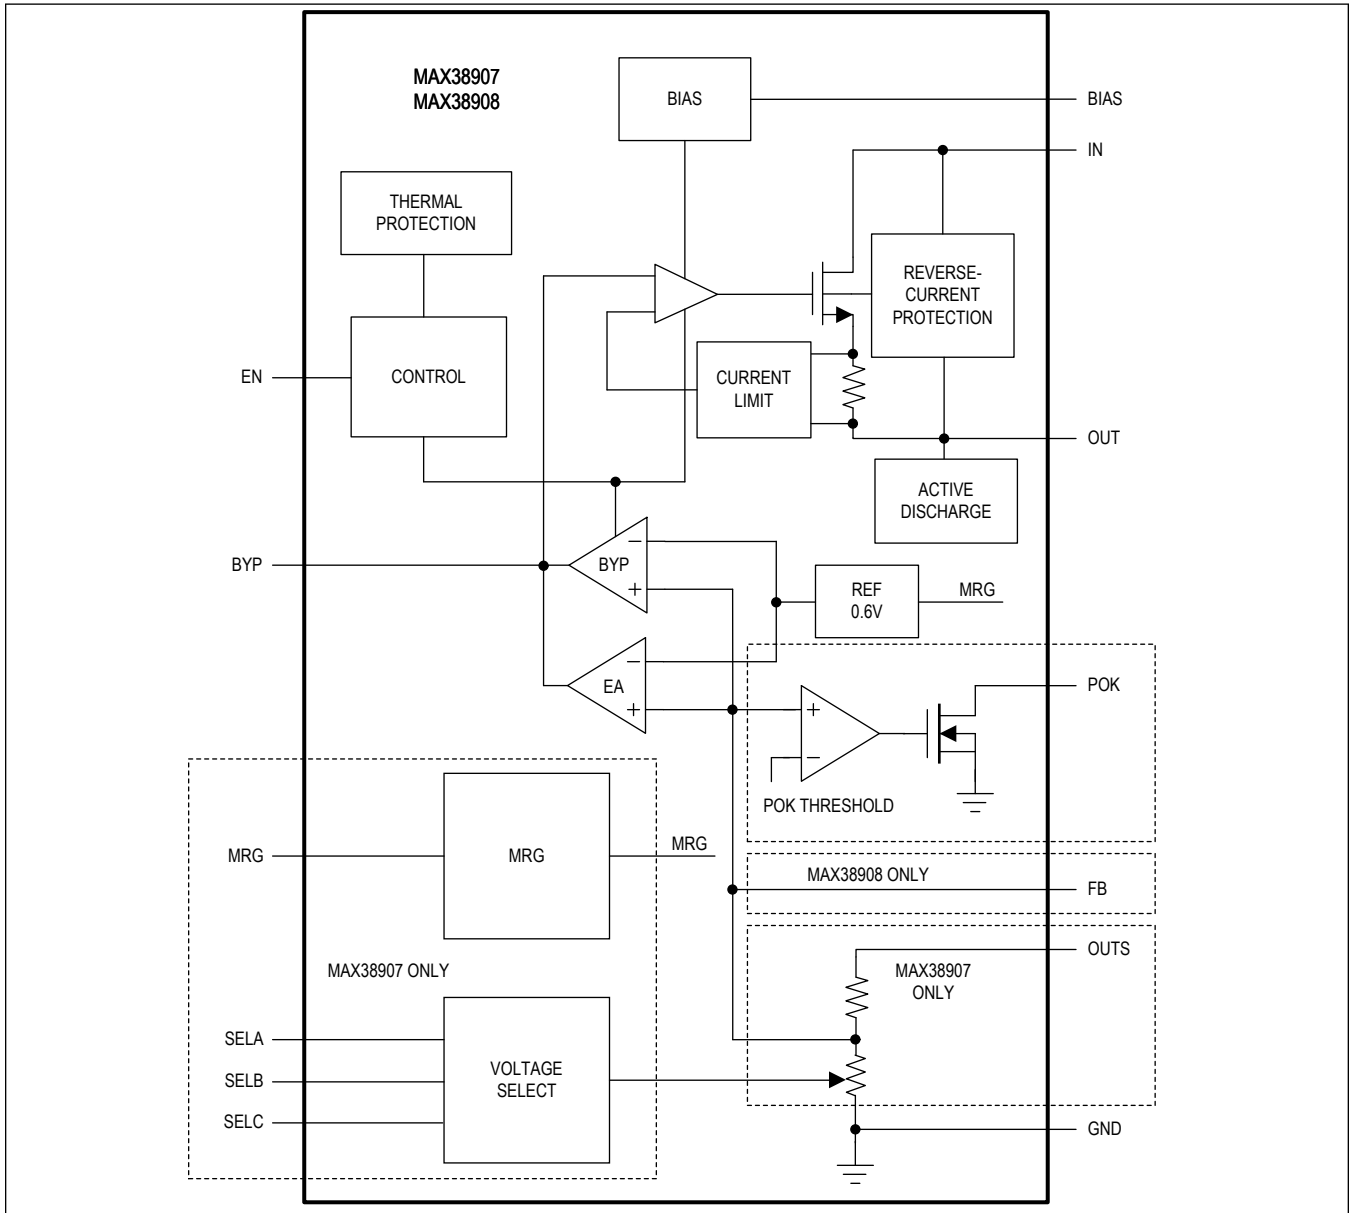 MAX38907
MAX38908
BIAS
BIAS
IN
THERMAL
PROTECTION
REVERSE-
CURRENT
PROTECTION
EN
CONTROL
CURRENT
LIMIT
OUT
ACTIVE
DISCHARGE
BYP
−
BYP
+
REF
0.6V
MRG
−
EA
+
POK
+
−
POK THRESHOLD
MRG
MRG
MRG
MAX38908 ONLY
FB
OUTS
MAX38907 ONLY
MAX38907
ONLY
SELA
SELB
SELC
VOLTAGE
SELECT
GND